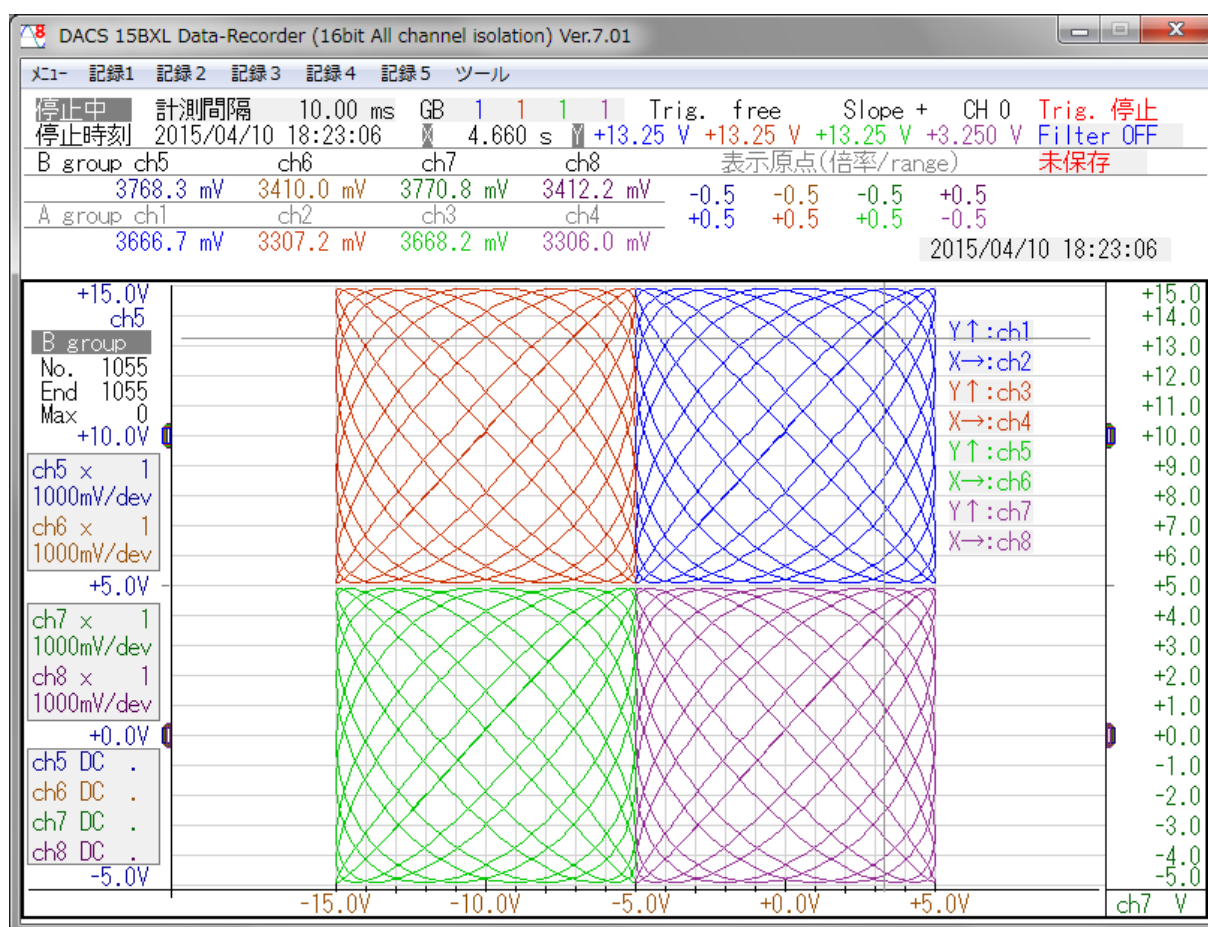 DACS 15BXL Data-Recorder (16bit All channel isolation) Ver.7.01
ﾒﾆｭｰ 記録1 記録2 記録3 記録4 記録5 ツール
停止中 計測間隔 10.00 ms GB 1 1 1 1 Trig. free Slope + CH 0 Trig. 停止
停止時刻 2015/04/10 18:23:06 X 4.660 s Y +13.25 V +13.25 V +13.25 V +3.250 V Filter OFF
B group ch5 ch6 ch7 ch8 表示原点(倍率/range) 未保存
3768.3 mV 3410.0 mV 3770.8 mV 3412.2 mV -0.5 -0.5 -0.5 +0.5
A group ch1 ch2 ch3 ch4 +0.5 +0.5 +0.5 -0.5
3666.7 mV 3307.2 mV 3668.2 mV 3306.0 mV
2015/04/10 18:23:06
+15.0V
ch5
B group
No. 1055
End 1055
Max 0
+10.0V
ch5 x 1
1000mV/dev
ch6 x 1
1000mV/dev
+5.0V
ch7 x 1
1000mV/dev
ch8 x 1
1000mV/dev
+0.0V
ch5 DC .
ch6 DC .
ch7 DC .
ch8 DC .
-5.0V
Y↑:ch1
X→:ch2
Y↑:ch3
X→:ch4
Y↑:ch5
X→:ch6
Y↑:ch7
X→:ch8
+15.0
+14.0
+13.0
+12.0
+11.0
+10.0
+9.0
+8.0
+7.0
+6.0
+5.0
+4.0
+3.0
+2.0
+1.0
+0.0
-1.0
-2.0
-3.0
-4.0
-5.0
-15.0V -10.0V -5.0V +0.0V +5.0V ch7 V